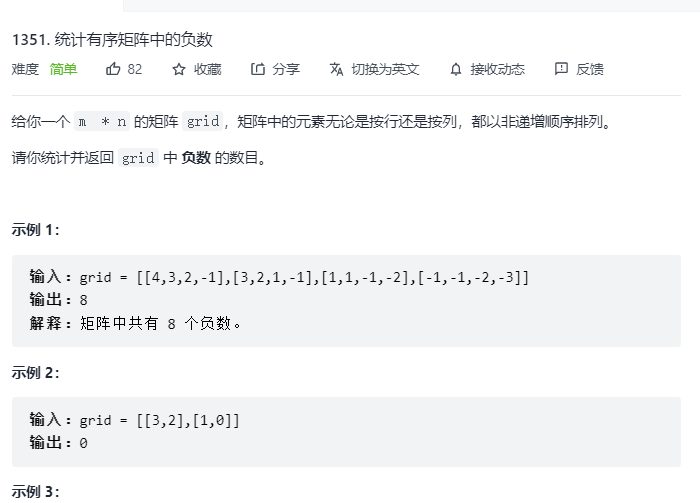 1351. 统计有序矩阵中的负数
难度 简单 82 收藏 分享 切换为英文 接收动态 反馈
给你一个 m * n 的矩阵 grid，矩阵中的元素无论是按行还是按列，都以非递增顺序排列。
请你统计并返回 grid 中 负数 的数目。
示例 1：
输入：grid = [[4,3,2,-1],[3,2,1,-1],[1,1,-1,-2],[-1,-1,-2,-3]]
输出：8
解释：矩阵中共有 8 个负数。
示例 2：
输入：grid = [[3,2],[1,0]]
输出：0
示例 3：